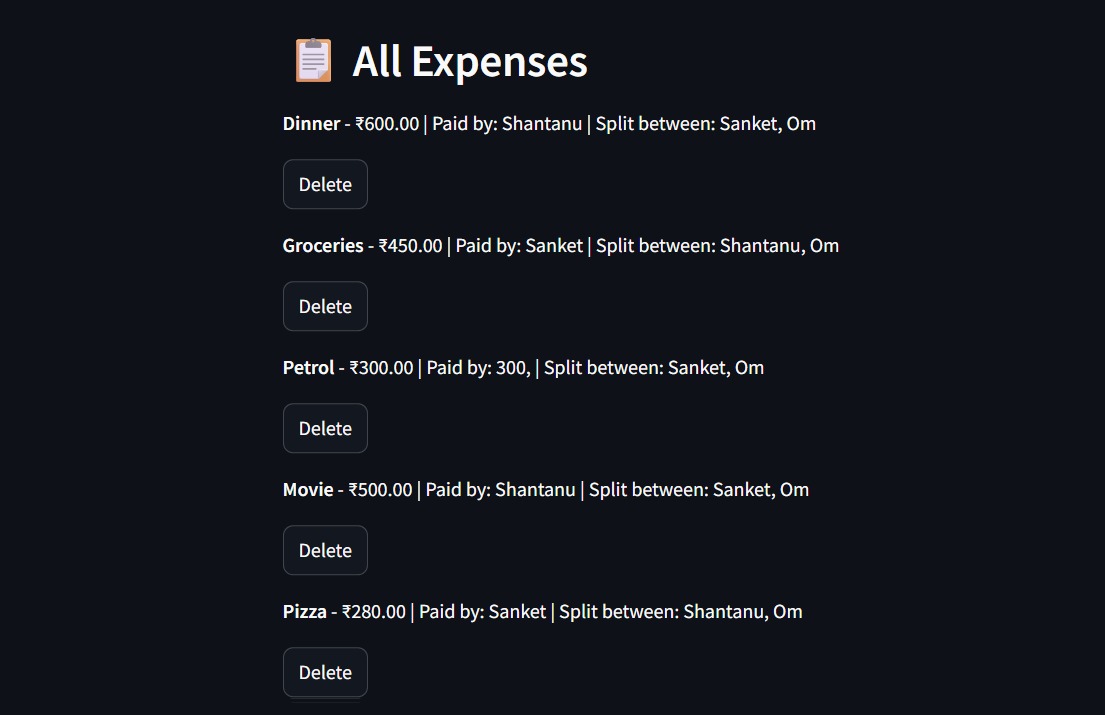 All Expenses
Dinner - ₹600.00 | Paid by: Shantanu | Split between: Sanket, Om
Delete
Groceries - ₹450.00 | Paid by: Sanket | Split between: Shantanu, Om
Delete
Petrol - ₹300.00 | Paid by: 300, | Split between: Sanket, Om
Delete
Movie - ₹500.00 | Paid by: Shantanu | Split between: Sanket, Om
Delete
Pizza - ₹280.00 | Paid by: Sanket | Split between: Shantanu, Om
Delete